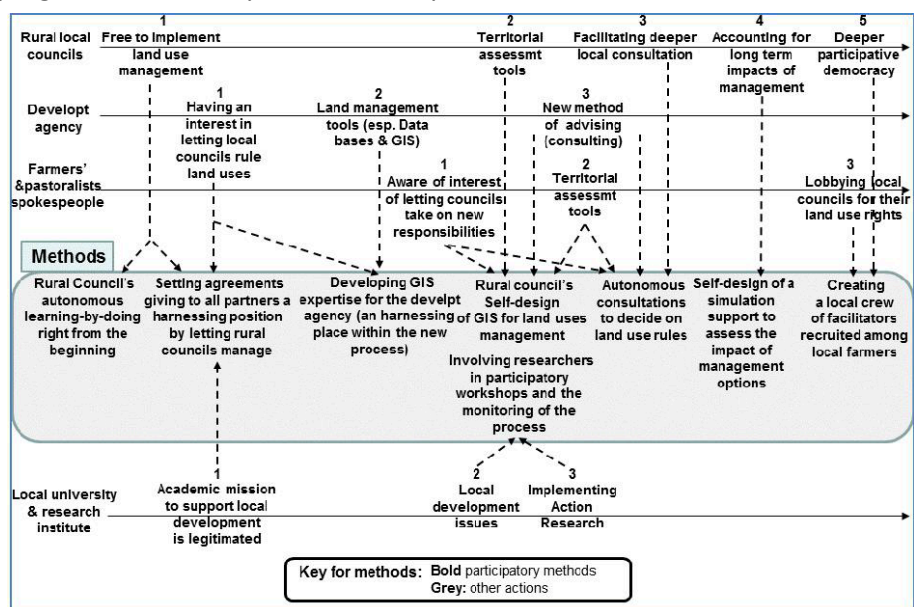 1
2
3
4
5
Rural local
councils
Free to Implement
land use
management
Territorial
assessmt
tools
Facilitating deeper
local consultation
Accounting for
long term
impacts of
management
Deeper
participative
democracy
Developt
agency
1
Having an
interest in
letting local
councils rule
land uses
2
Land management
tools (esp. Data
bases & GIS)
3
New method
of advising
(consulting)
Farmers'
&pastoralists
spokespeople
1
Aware of interest
of letting councils
take on new
responsibilities
2
Territorial
assessmt
tools
3
Lobbying local
councils for their
land use rights
Methods
Rural Council's
autonomous
learning-by-doing
right from the
beginning
Setting agreements
giving to all partners a
harnessing position
by letting rural
councils manage
Developing GIS
expertise for the develpt
agency (an harnessing
place within the new
process)
Rural council's
Self-design
of GIS for land uses
management
Involving researchers
in participatory
workshops and the
monitoring of the
process
Autonomous
consultations
to decide on
land use rules
Self-design of a
simulation
support to
assess the
impact of
management
options
Creating
a local crew
of facilitators
recruited among
local farmers
Local university
& research
institute
1
Academic mission
to support local
development
is legitimated
2
Local
development
issues
3
Implementing
Action
Research
Key for methods: Bold participatory methods
Grey: other actions